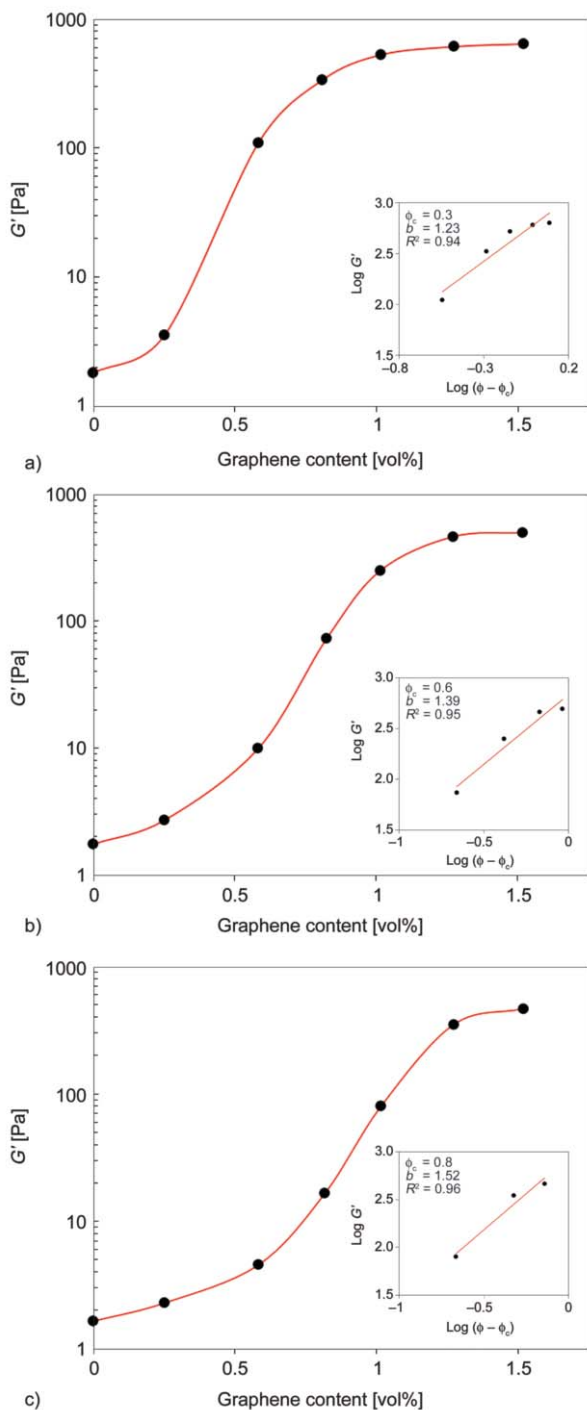 1000
100
10
1
G′ [Pa]
0
0.5
1
1.5
Graphene content [vol%]
a)
3.0
2.5
2.0
1.5
Log G′
ϕc = 0.3
b = 1.23
R² = 0.94
–0.8
–0.3
0.2
Log (ϕ – ϕc)
1000
100
10
1
G′ [Pa]
0
0.5
1
1.5
Graphene content [vol%]
b)
3.0
2.5
2.0
1.5
Log G′
ϕc = 0.6
b = 1.39
R² = 0.95
–1
–0.5
0
Log (ϕ – ϕc)
1000
100
10
1
G′ [Pa]
0
0.5
1
1.5
Graphene content [vol%]
c)
3.0
2.5
2.0
1.5
Log G′
ϕc = 0.8
b = 1.52
R² = 0.96
–1
–0.5
0
Log (ϕ – ϕc)